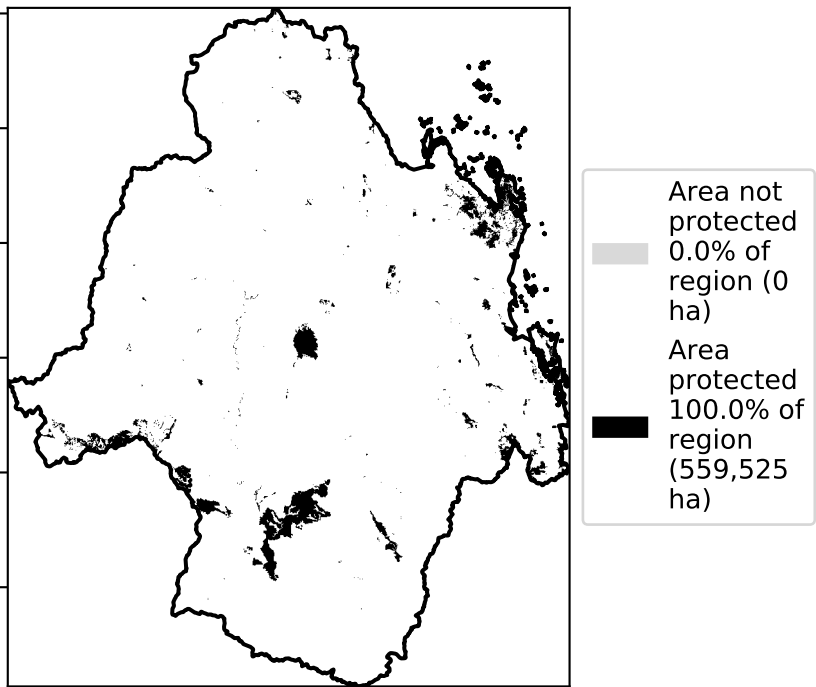 Area not
protected
0.0% of
region (0
ha)
Area
protected
100.0% of
region
(559,525
ha)